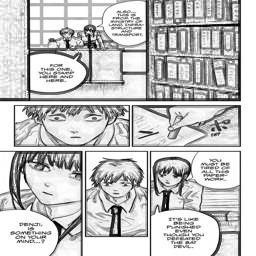 ALSO...
THIS IS
FROM THE
MINISTRY OF
LAND, INFRA-
STRUCTURE
AND
TRANSPORT.
FOR
THIS ONE,
YOU STAMP
HERE AND
HERE.
YOU
MUST BE
TIRED OF
ALL THIS
PAPER-
WORK.
IT'S LIKE
BEING
PUNISHED
EVEN
THOUGH YOU
DEFEATED
THE BAT
DEVIL.
DENJI,
IS
SOMETHING
ON YOUR
MIND...?